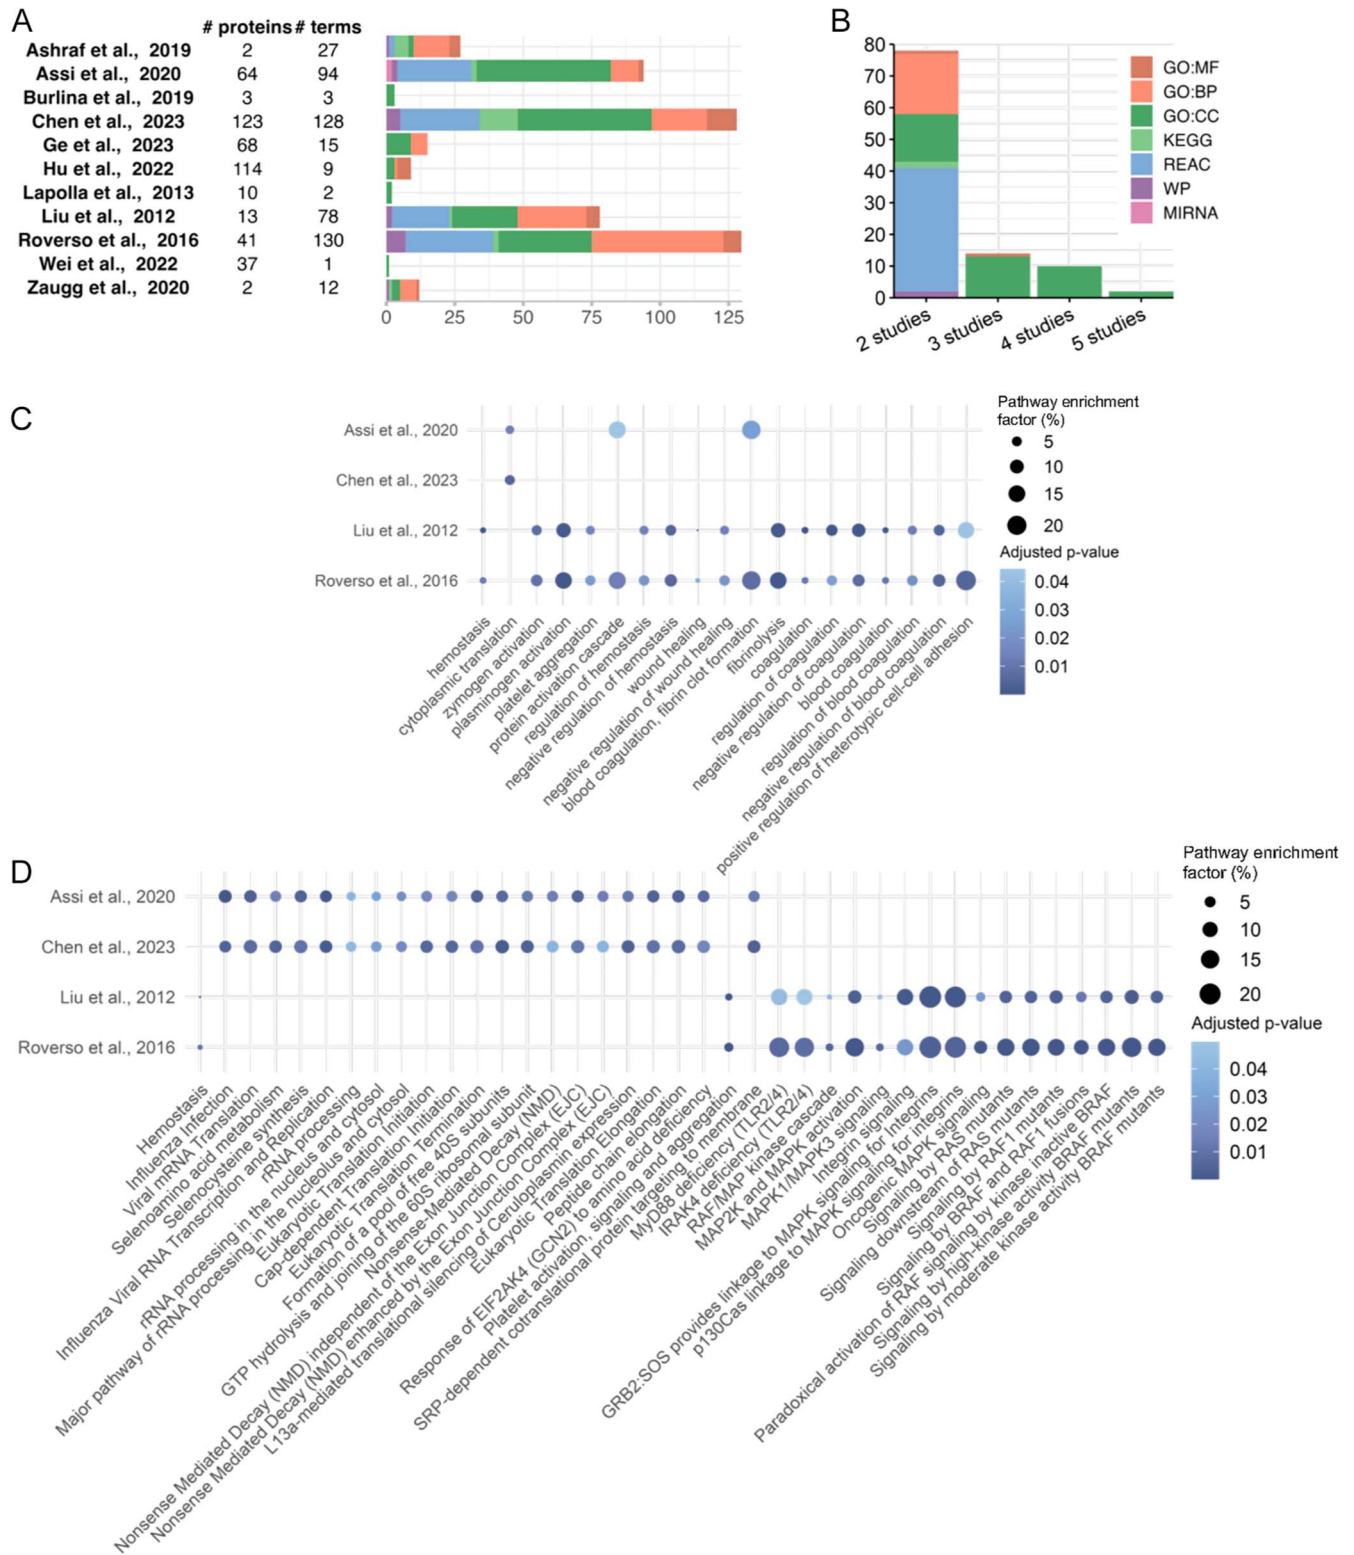 A
# proteins # terms
Ashraf et al., 2019 2 27
Assi et al., 2020 64 94
Burlina et al., 2019 3 3
Chen et al., 2023 123 128
Ge et al., 2023 68 15
Hu et al., 2022 114 9
Lapolla et al., 2013 10 2
Liu et al., 2012 13 78
Roverso et al., 2016 41 130
Wei et al., 2022 37 1
Zaugg et al., 2020 2 12
0 25 50 75 100 125
B
80
70
60
50
40
30
20
10
0
2 studies
3 studies
4 studies
5 studies
GO:MF
GO:BP
GO:CC
KEGG
REAC
WP
MIRNA
C
Assi et al., 2020
Chen et al., 2023
Liu et al., 2012
Roverso et al., 2016
hemostasis
cytoplasmic translation
zymogen activation
plasminogen activation
platelet aggregation
protein activation cascade
regulation of hemostasis
negative regulation of hemostasis
wound healing
negative regulation of wound healing
blood coagulation, fibrin clot formation
fibrinolysis
coagulation
regulation of coagulation
negative regulation of coagulation
blood coagulation
regulation of blood coagulation
negative regulation of blood coagulation
positive regulation of heterotypic cell-cell adhesion
Pathway enrichment
factor (%)
5
10
15
20
Adjusted p-value
0.04
0.03
0.02
0.01
D
Assi et al., 2020
Chen et al., 2023
Liu et al., 2012
Roverso et al., 2016
Hemostasis
Influenza Infection
Viral mRNA Translation
Selenoamino acid metabolism
Selenocysteine synthesis
Influenza Viral RNA Transcription and Replication
rRNA processing
rRNA processing in the nucleus and cytosol
Major pathway of rRNA processing in the nucleolus and cytosol
Eukaryotic Translation Initiation
Cap-dependent Translation Initiation
Eukaryotic Translation Termination
Formation of a pool of free 40S subunits
GTP hydrolysis and joining of the 60S ribosomal subunit
Nonsense-Mediated Decay (NMD)
Nonsense Mediated Decay (NMD) independent of the Exon Junction Complex (EJC)
Nonsense Mediated Decay (NMD) enhanced by the Exon Junction Complex (EJC)
L13a-mediated translational silencing of Ceruloplasmin expression
Eukaryotic Translation Elongation
Peptide chain elongation
Response of EIF2AK4 (GCN2) to amino acid deficiency
Platelet activation, signaling and aggregation
SRP-dependent cotranslational protein targeting to membrane
MyD88 deficiency (TLR2/4)
IRAK4 deficiency (TLR2/4)
RAF/MAP kinase cascade
MAP2K and MAPK activation
MAPK1/MAPK3 signaling
Integrin signaling
GRB2:SOS provides linkage to MAPK signaling for Integrins
p130Cas linkage to MAPK signaling for integrins
Oncogenic MAPK signaling
Signaling by RAS mutants
Signaling downstream of RAS mutants
Signaling by RAF1 mutants
Signaling by BRAF and RAF1 fusions
Paradoxical activation of RAF signaling by kinase inactive BRAF
Signaling by high-kinase activity BRAF mutants
Signaling by moderate kinase activity BRAF mutants
Pathway enrichment
factor (%)
5
10
15
20
Adjusted p-value
0.04
0.03
0.02
0.01